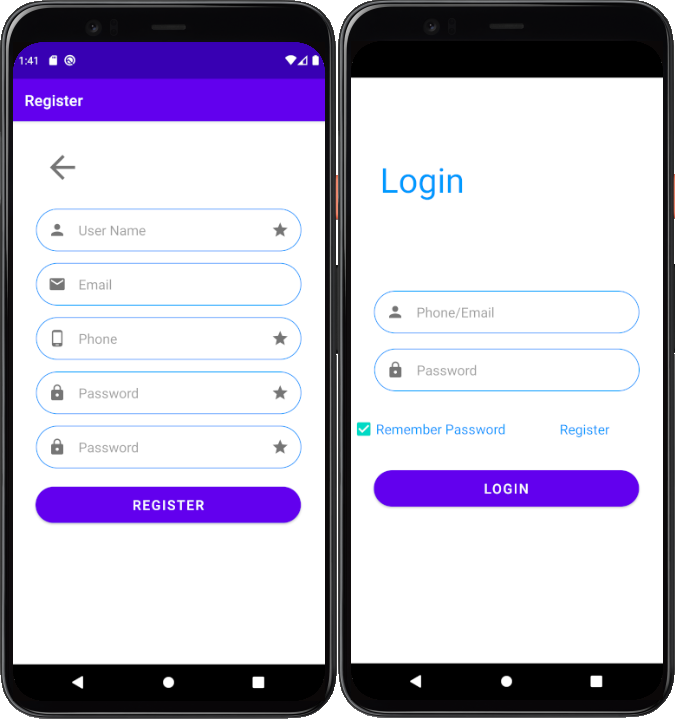 1:41
Register
User Name
Email
Phone
Password
Password
REGISTER
Login
Phone/Email
Password
Remember Password Register
LOGIN